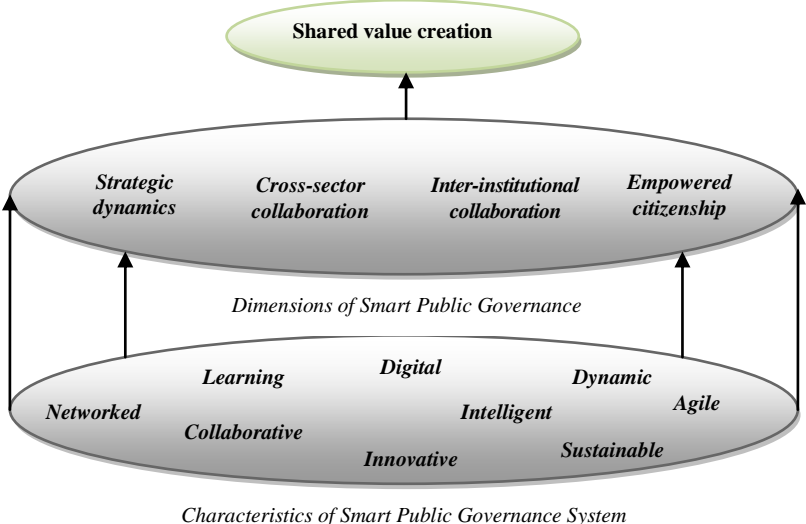 Shared value creation
Strategic
dynamics
Cross-sector
collaboration
Inter-institutional
collaboration
Empowered
citizenship
Dimensions of Smart Public Governance
Learning
Digital
Dynamic
Networked
Intelligent
Agile
Collaborative
Innovative
Sustainable
Characteristics of Smart Public Governance System